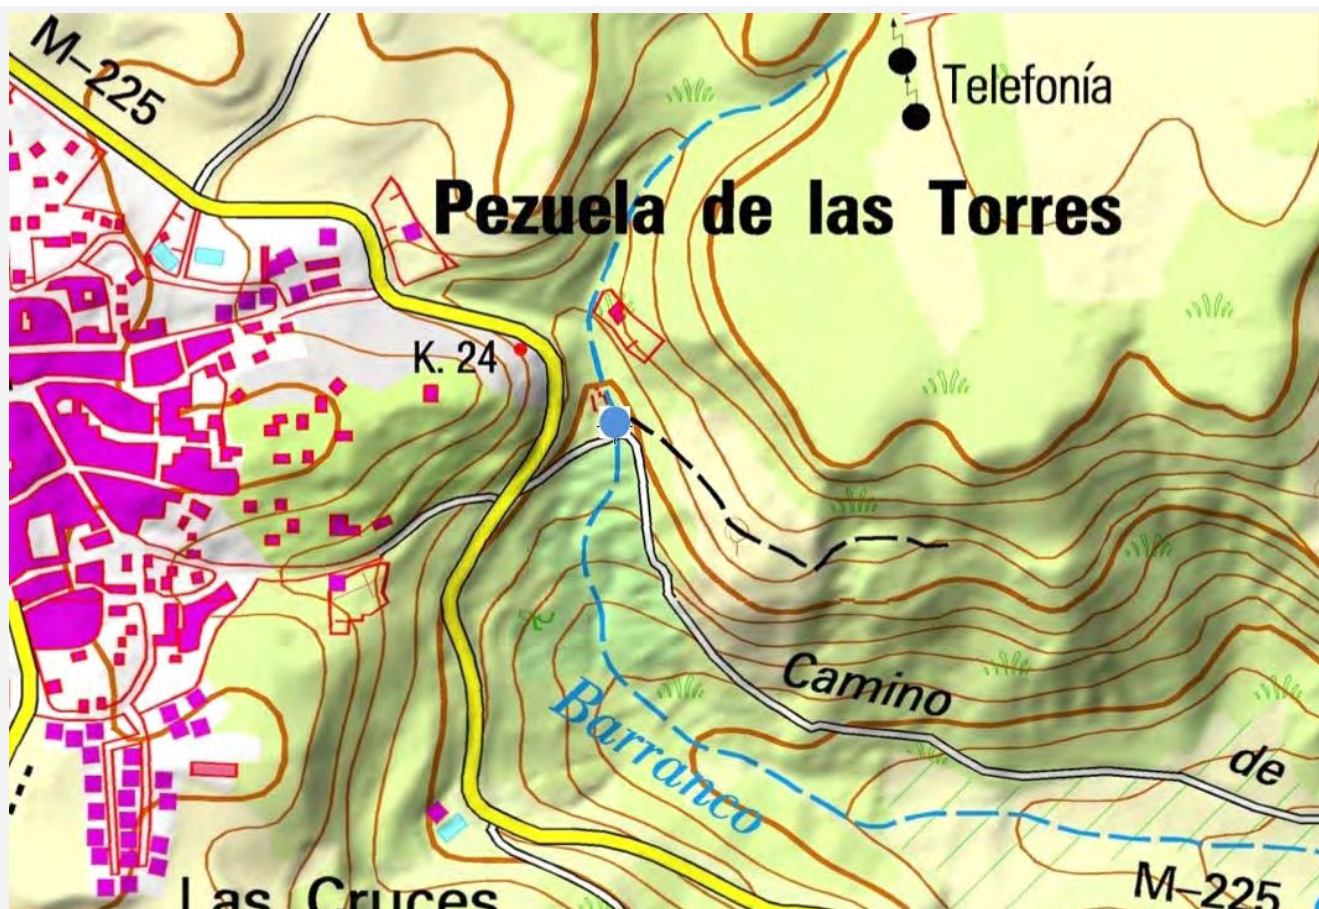 M-225
Telefonía
Pezuela de las Torres
K. 24
Camino
de
Barranco
M-225
Las Cruces